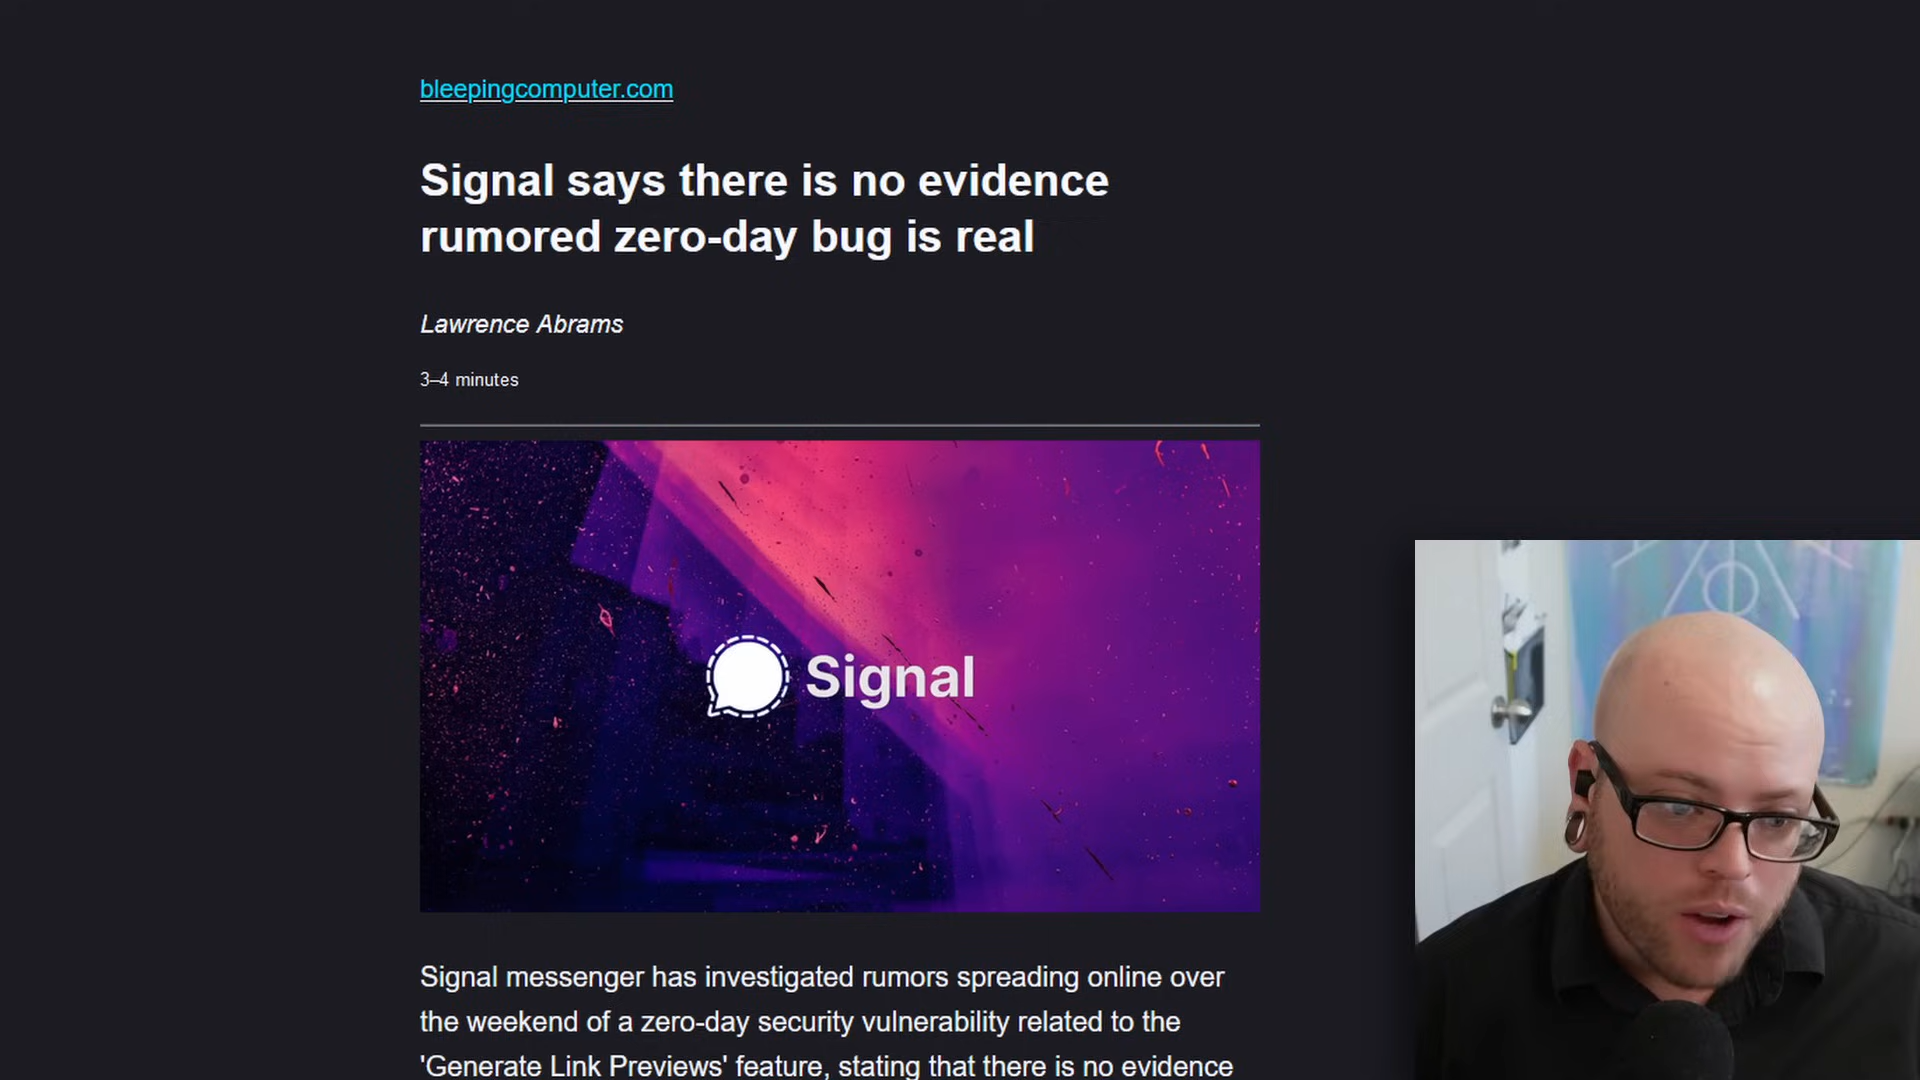 bleepingcomputer.com
Signal says there is no evidence
rumored zero-day bug is real
Lawrence Abrams
3–4 minutes
Signal
Signal messenger has investigated rumors spreading online over
the weekend of a zero-day security vulnerability related to the
'Generate Link Previews' feature, stating that there is no evidence